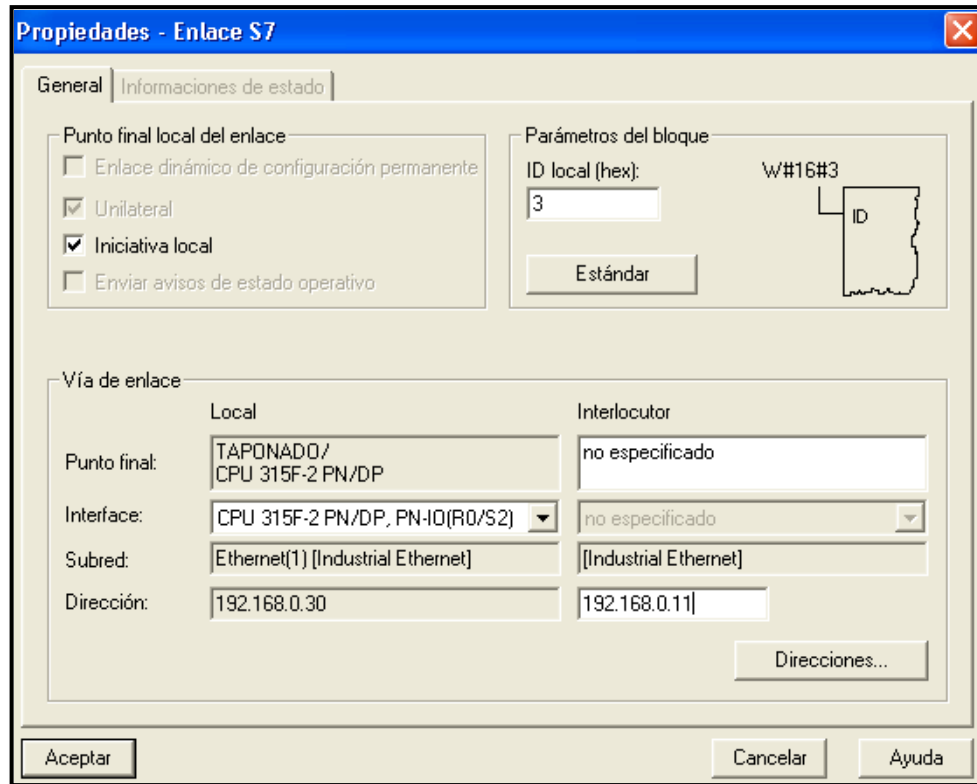 Propiedades - Enlace S7
General
Informaciones de estado
Punto final local del enlace
Enlace dinámico de configuración permanente
Unilateral
Iniciativa local
Enviar avisos de estado operativo
Parámetros del bloque
ID local (hex):
W#16#3
3
ID
Estándar
Vía de enlace
Local
Interlocutor
Punto final:
TAPONADO/
CPU 315F-2 PN/DP
no especificado
Interface:
CPU 315F-2 PN/DP, PN-IO(R0/S2)
no especificado
Subred:
Ethernet(1) [Industrial Ethernet]
[Industrial Ethernet]
Dirección:
192.168.0.30
192.168.0.11
Direcciones...
Aceptar
Cancelar
Ayuda